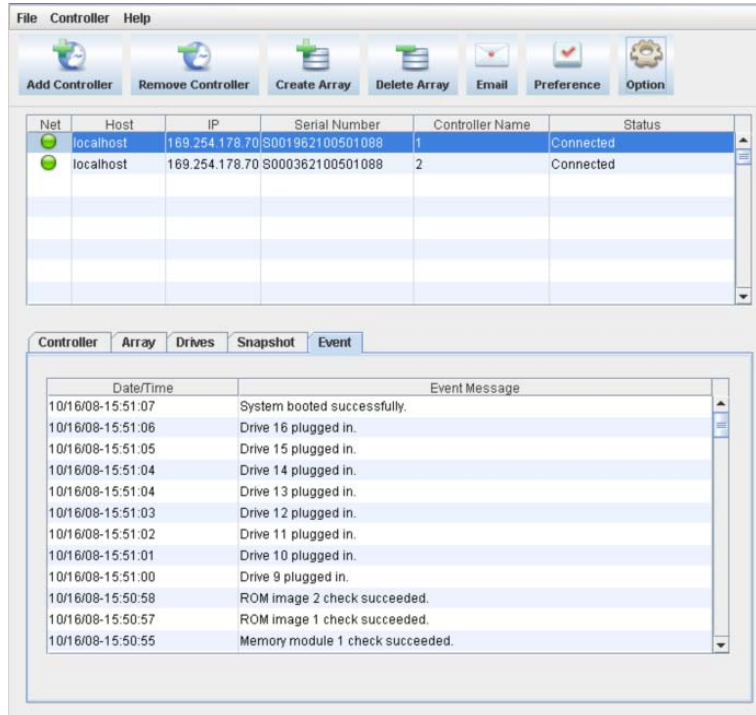 File Controller Help
Add Controller Remove Controller Create Array Delete Array Email Preference Option
Net Host IP Serial Number Controller Name Status
localhost 169.254.178.70 S001962100501088 1 Connected
localhost 169.254.178.70 S000362100501088 2 Connected
Controller Array Drives Snapshot Event
Date/Time Event Message
10/16/08-15:51:07 System booted successfully.
10/16/08-15:51:06 Drive 16 plugged in.
10/16/08-15:51:05 Drive 15 plugged in.
10/16/08-15:51:04 Drive 14 plugged in.
10/16/08-15:51:04 Drive 13 plugged in.
10/16/08-15:51:03 Drive 12 plugged in.
10/16/08-15:51:02 Drive 11 plugged in.
10/16/08-15:51:01 Drive 10 plugged in.
10/16/08-15:51:00 Drive 9 plugged in.
10/16/08-15:50:58 ROM image 2 check succeeded.
10/16/08-15:50:57 ROM image 1 check succeeded.
10/16/08-15:50:55 Memory module 1 check succeeded.